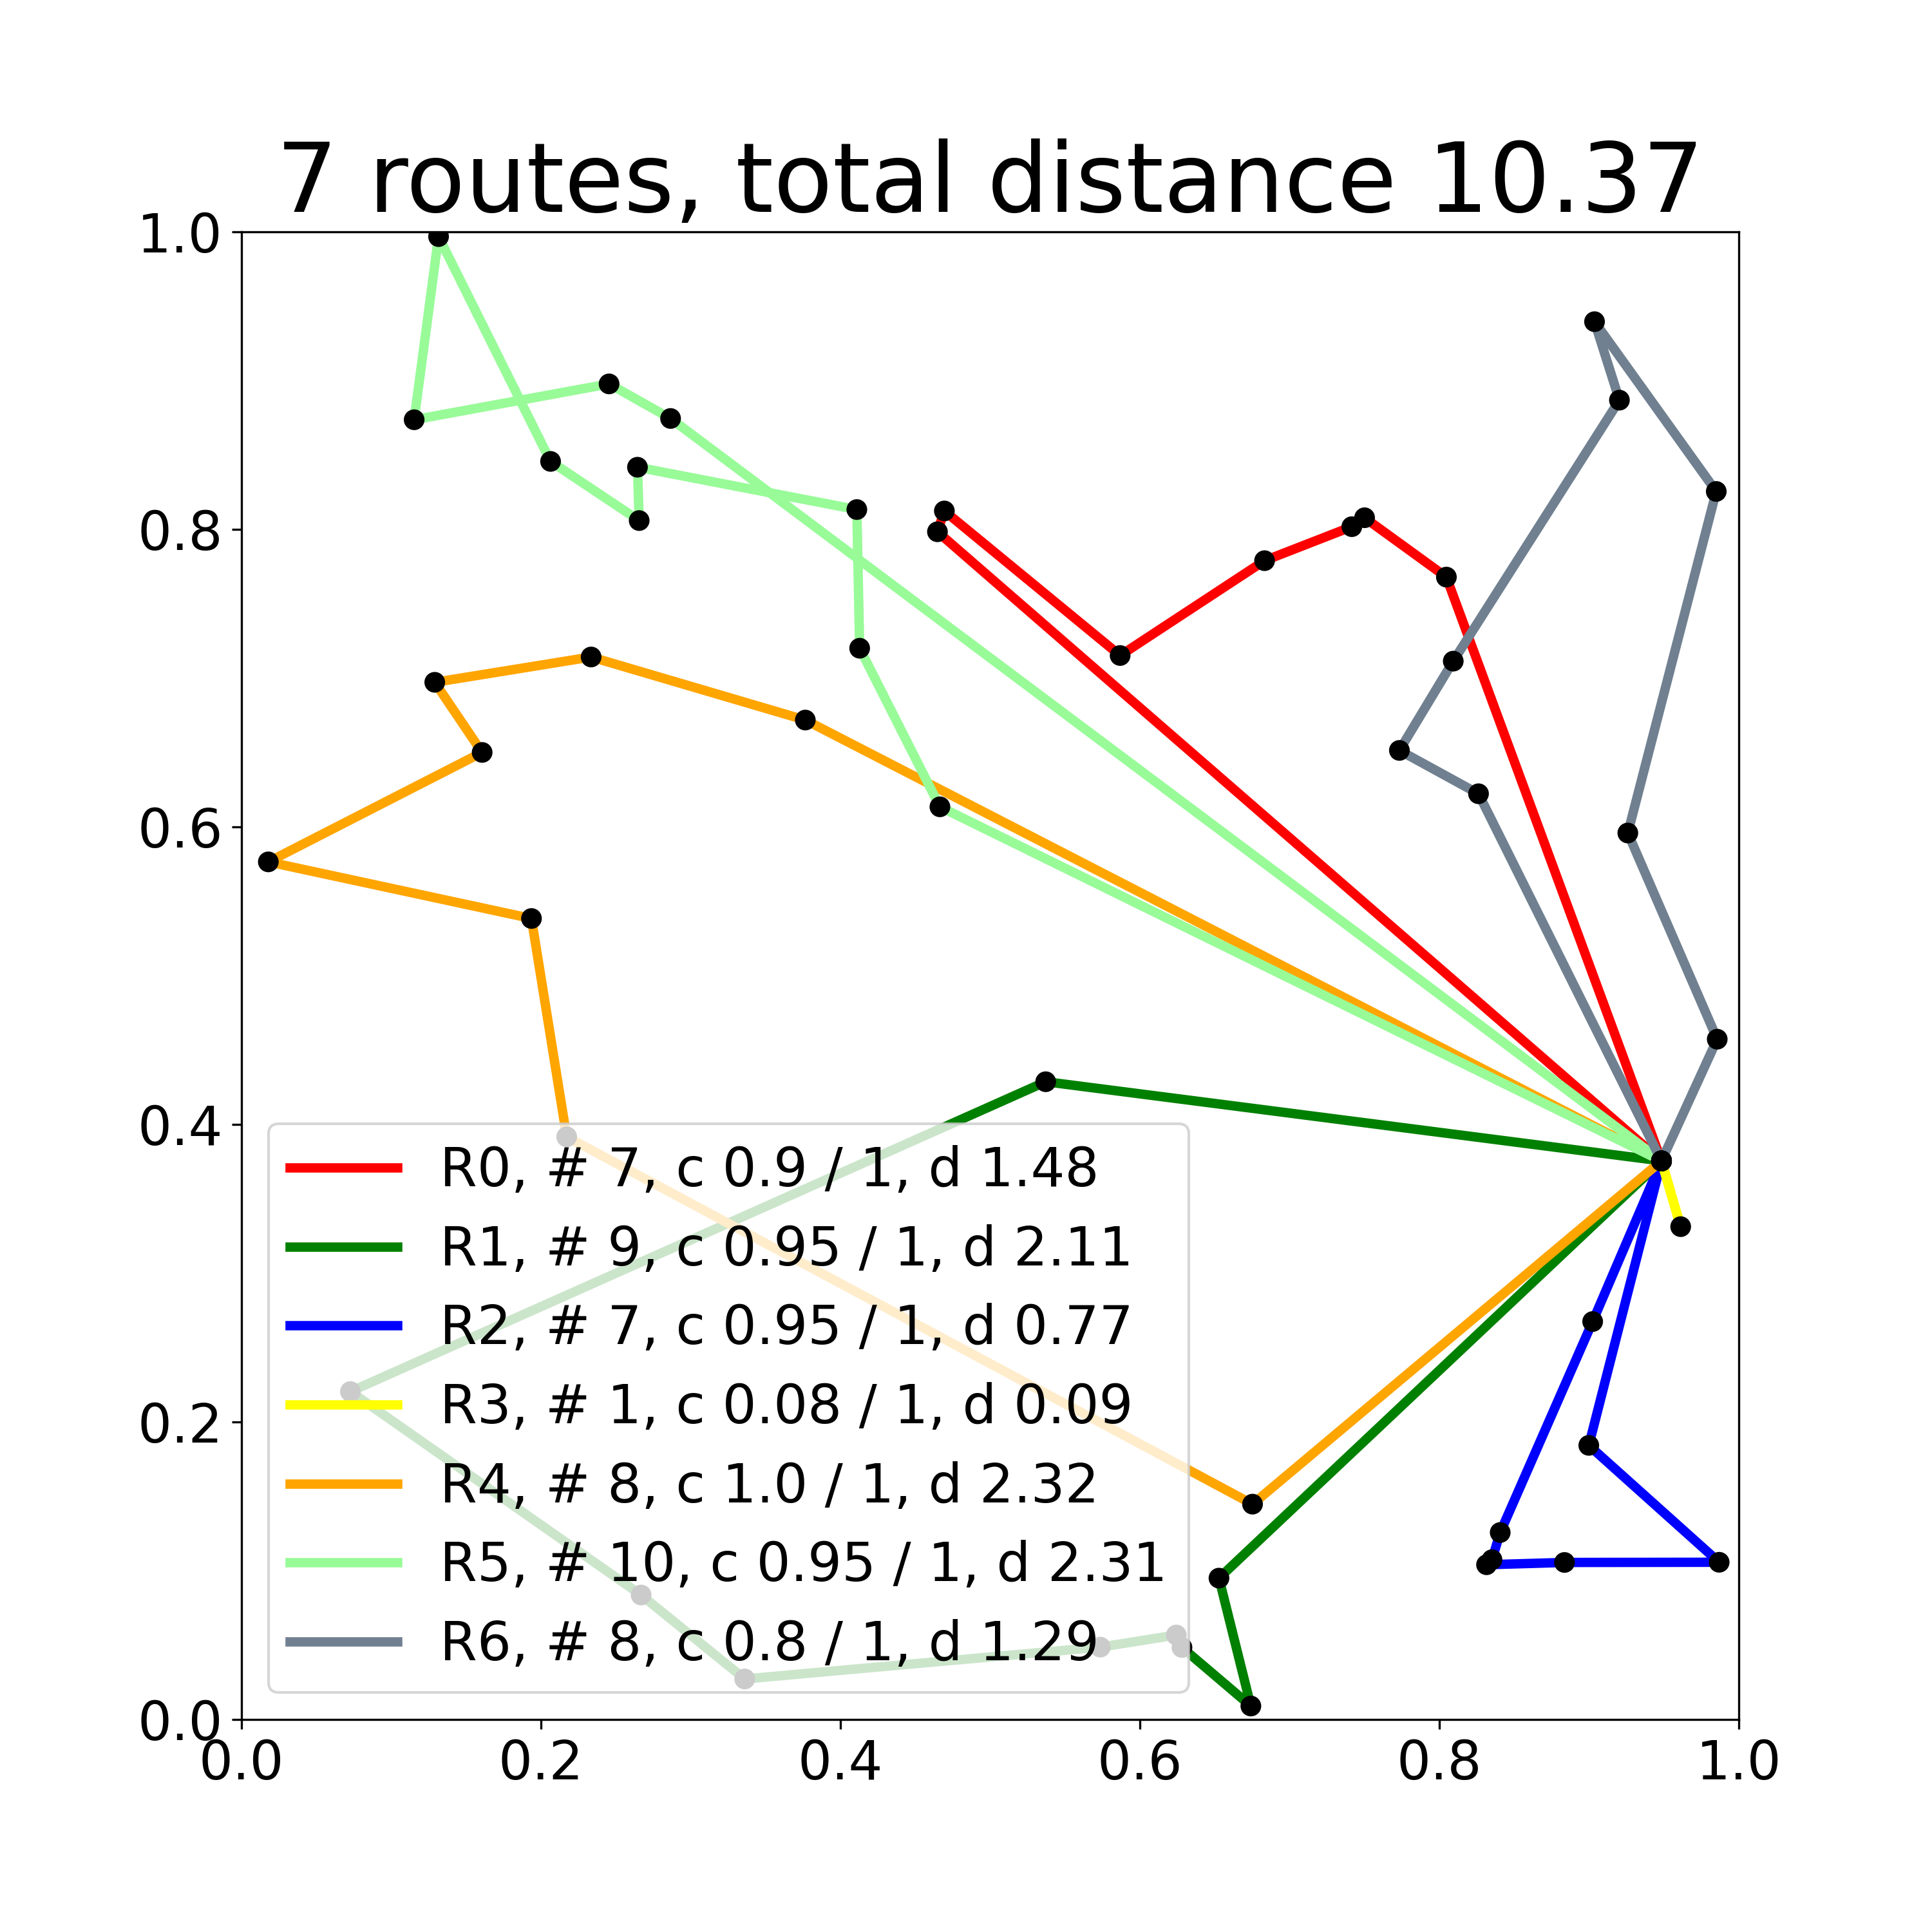 7 routes, total distance 10.37
1.0
0.8
0.6
0.4
0.2
0.0
R0, # 7, c 0.9 / 1, d 1.48
R1, # 9, c 0.95 / 1, d 2.11
R2, # 7, c 0.95 / 1, d 0.77
R3, # 1, c 0.08 / 1, d 0.09
R4, # 8, c 1.0 / 1, d 2.32
R5, # 10, c 0.95 / 1, d 2.31
R6, # 8, c 0.8 / 1, d 1.29
0.0 0.2 0.4 0.6 0.8 1.0